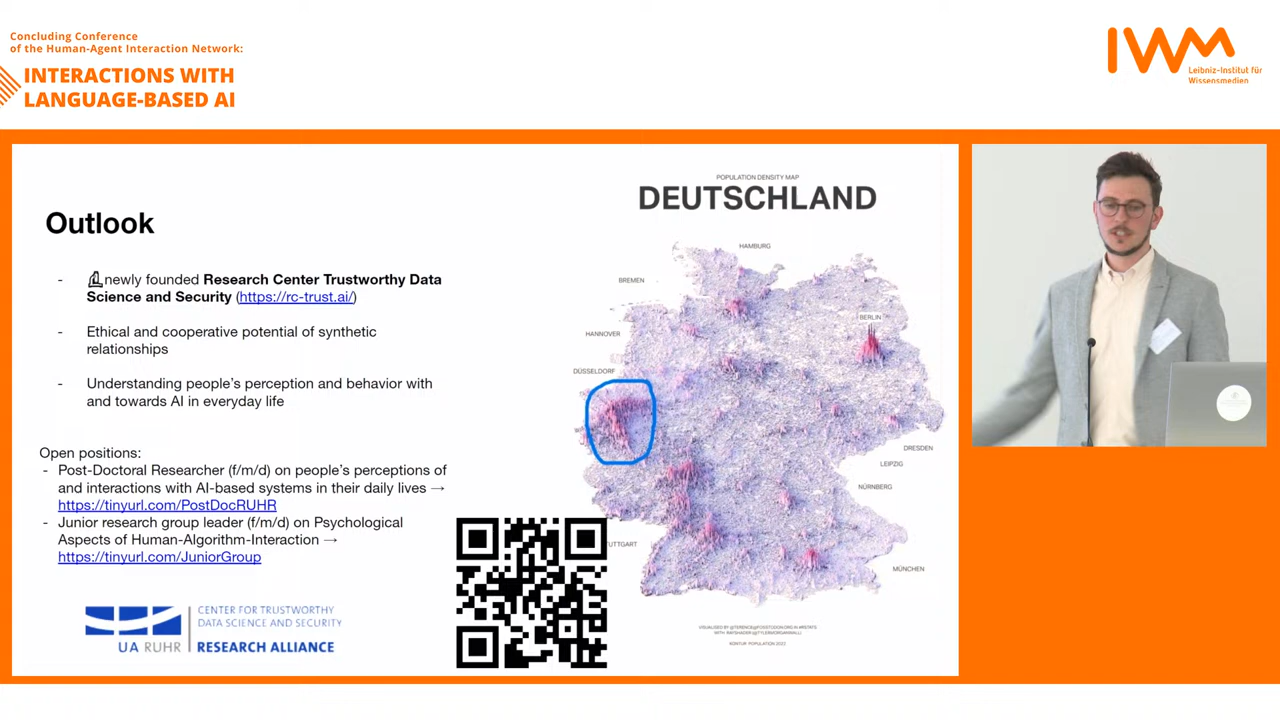 Concluding Conference
of the Human-Agent Interaction Network:
INTERACTIONS WITH
LANGUAGE-BASED AI
IWM
Leibniz-Institut für
Wissensmedien
Outlook
- newly founded Research Center Trustworthy Data
Science and Security (https://rc-trust.ai/)
- Ethical and cooperative potential of synthetic
relationships
- Understanding people's perception and behavior with
and towards AI in everyday life
Open positions:
- Post-Doctoral Researcher (f/m/d) on people's perceptions of
and interactions with AI-based systems in their daily lives →
https://tinyurl.com/PostDocRUHR
- Junior research group leader (f/m/d) on Psychological
Aspects of Human-Algorithm-Interaction →
https://tinyurl.com/JuniorGroup
UA RUHR
CENTER FOR TRUSTWORTHY
DATA SCIENCE AND SECURITY
RESEARCH ALLIANCE
POPULATION DENSITY MAP
DEUTSCHLAND
HAMBURG
BREMEN
BERLIN
HANNOVER
DÜSSELDORF
DRESDEN
LEIPZIG
NÜRNBERG
TUTTGART
MÜNCHEN
KONTUR POPULATION 2022